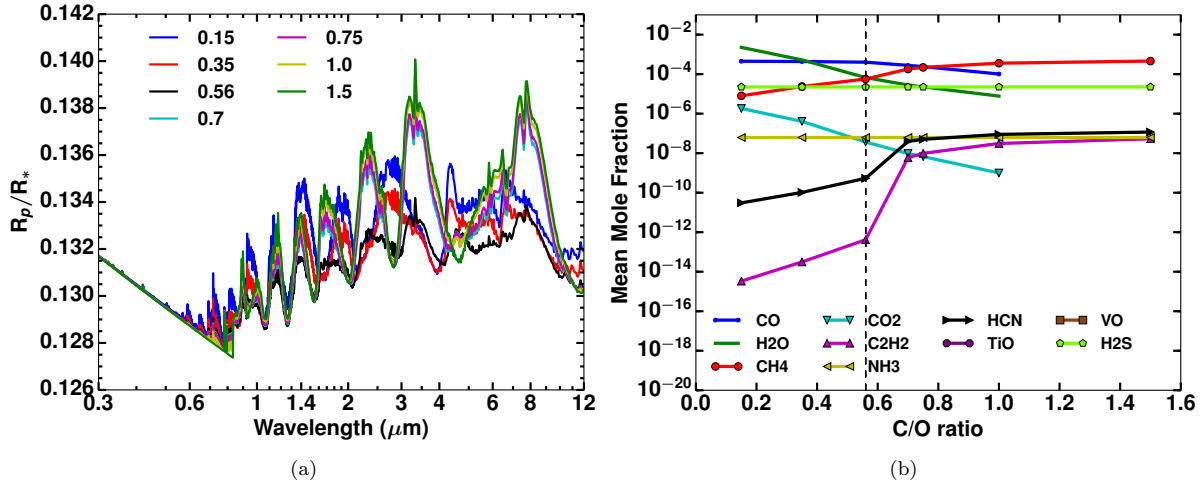 0.142
0.140
0.138
0.136
0.134
0.132
0.130
0.128
0.126
R_p/R_*
0.15
0.35
0.56
0.7
0.75
1.0
1.5
0.3 0.6 1 1.4 2 3 4 5 6 8 12
Wavelength (μm)
(a)
10^{-2}
10^{-4}
10^{-6}
10^{-8}
10^{-10}
10^{-12}
10^{-14}
10^{-16}
10^{-18}
10^{-20}
Mean Mole Fraction
CO
H2O
CH4
CO2
C2H2
NH3
HCN
TiO
VO
H2S
0.0 0.2 0.4 0.6 0.8 1.0 1.2 1.4 1.6
C/O ratio
(b)